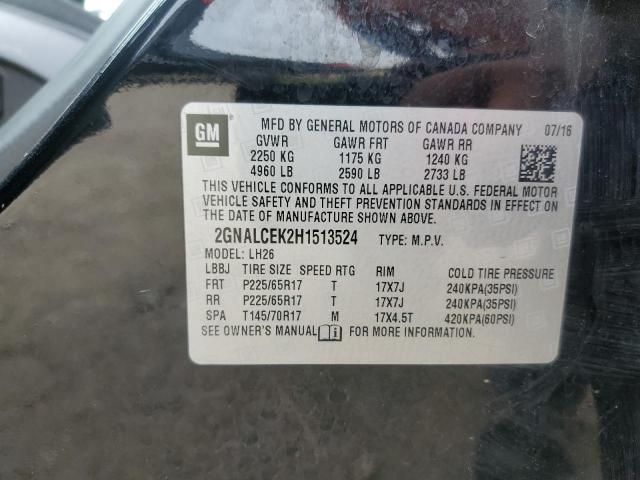 GM
MFD BY GENERAL MOTORS OF CANADA COMPANY 07/16
GVWR GAWR FRT GAWR RR
2250 KG 1175 KG 1240 KG
4960 LB 2590 LB 2733 LB
THIS VEHICLE CONFORMS TO ALL APPLICABLE U.S. FEDERAL MOTOR
VEHICLE SAFETY AND THEFT PREVENTION STANDARDS IN EFFECT ON
THE DATE OF MANUFACTURE SHOWN ABOVE.
2GNALCEK2H1513524 TYPE: M.P.V.
MODEL: LH26
LBBJ TIRE SIZE SPEED RTG RIM COLD TIRE PRESSURE
FRT P225/65R17 T 17X7J 240KPA(35PSI)
RR P225/65R17 T 17X7J 240KPA(35PSI)
SPA T145/70R17 M 17X4.5T 420KPA(60PSI)
SEE OWNER'S MANUAL FOR MORE INFORMATION.